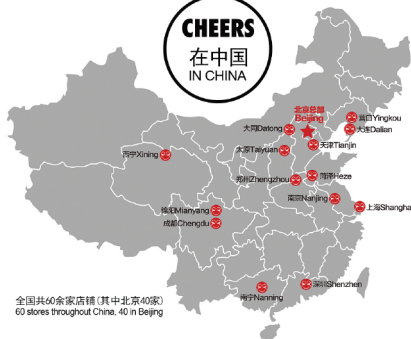 CHEERS
在中国
IN CHINA
北京总部
Beijing
营口Yingkou
大同Datong
大连Dalian
天津Tianjin
太原Taiyuan
西宁Xining
郑州Zhengzhou
菏泽Heze
南京Nanjing
绵阳Mianyang
上海Shangha
成都Chengdu
深圳Shenzhen
南宁Nanning
全国共60余家店铺(其中北京40家)
60 stores throughout China, 40 in Beijing